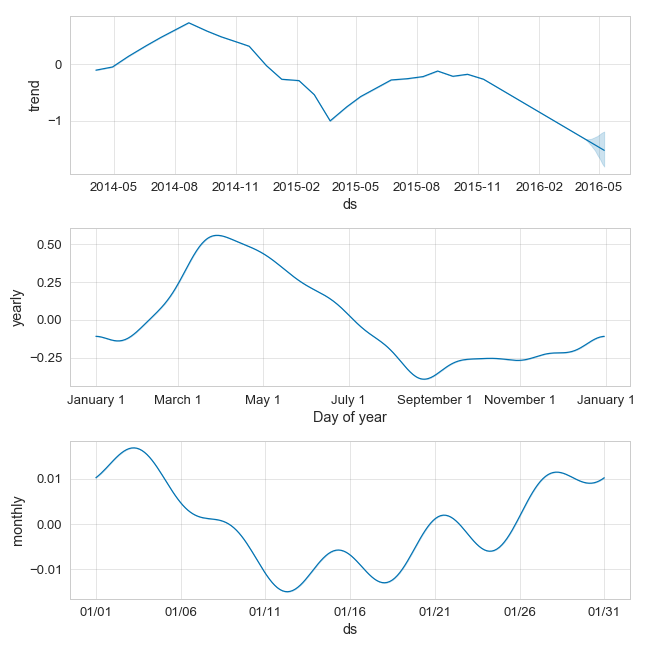 trend
0
−1
2014-05 2014-08 2014-11 2015-02 2015-05 2015-08 2015-11 2016-02 2016-05
ds
yearly
0.50
0.25
0.00
−0.25
January 1 March 1 May 1 July 1 September 1 November 1 January 1
Day of year
monthly
0.01
0.00
−0.01
01/01 01/06 01/11 01/16 01/21 01/26 01/31
ds